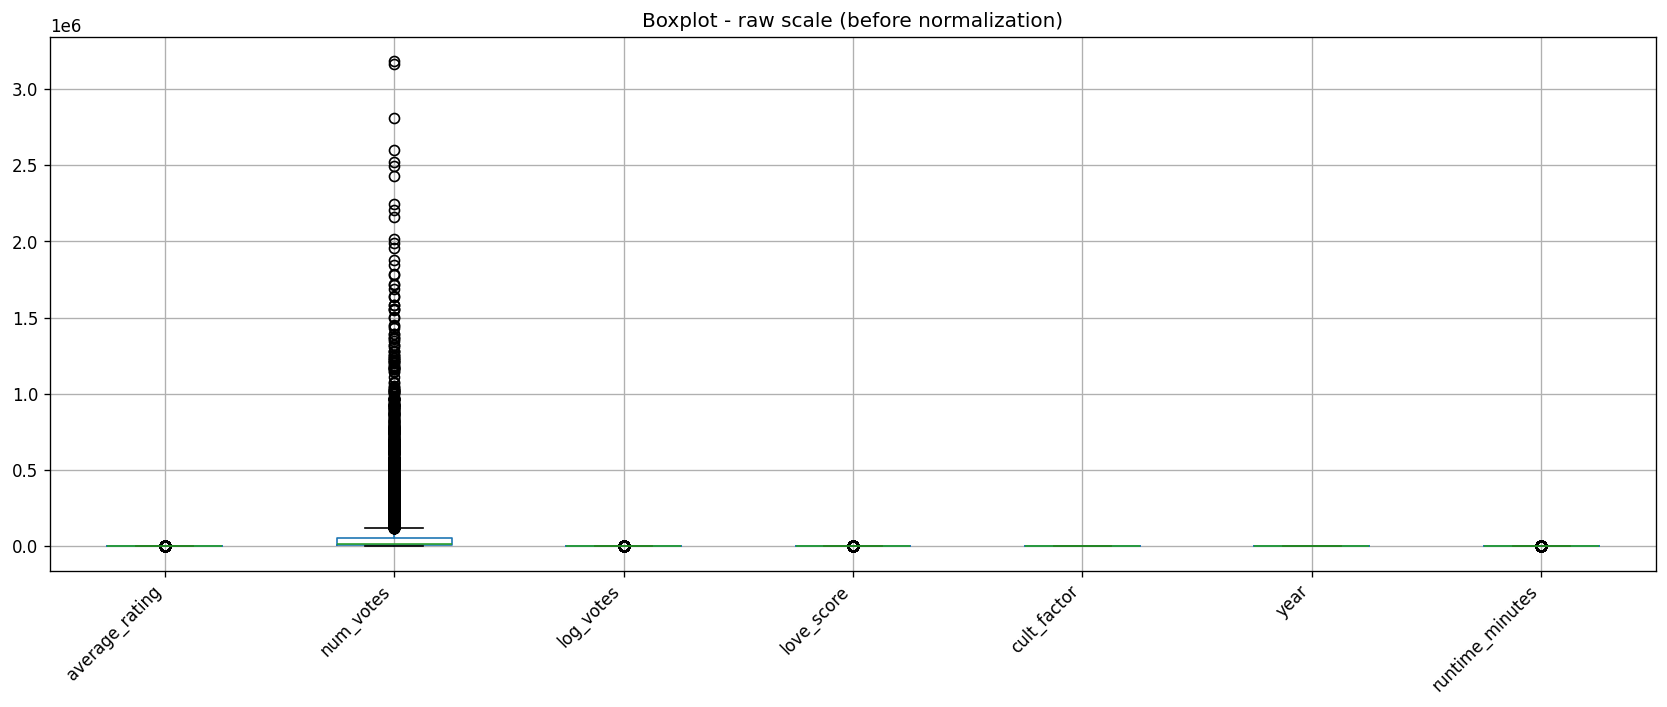 Boxplot - raw scale (before normalization)
1e6
3.0
2.5
2.0
1.5
1.0
0.5
0.0
average_rating
num_votes
log_votes
love_score
cult_factor
year
runtime_minutes